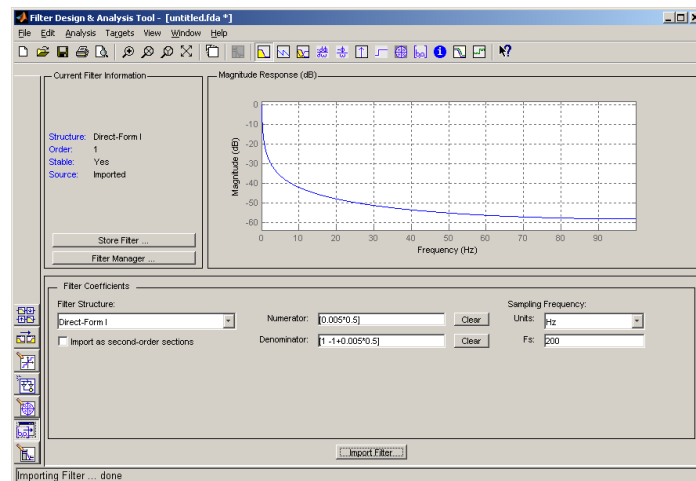 Filter Design & Analysis Tool - [untitled.fda *]
File Edit Analysis Targets View Window Help
Current Filter Information
Structure: Direct-Form I
Order: 1
Stable: Yes
Source: Imported
Store Filter ...
Filter Manager ...
Magnitude Response (dB)
0
-10
-20
-30
-40
-50
-60
Magnitude (dB)
0 10 20 30 40 50 60 70 80 90
Frequency (Hz)
Filter Coefficients
Filter Structure:
Direct-Form I
Import as second-order sections
Numerator: [0.005*0.5] Clear
Denominator: [1 -1+0.005*0.5] Clear
Sampling Frequency:
Units: Hz
Fs: 200
Import Filter
Importing Filter ... done